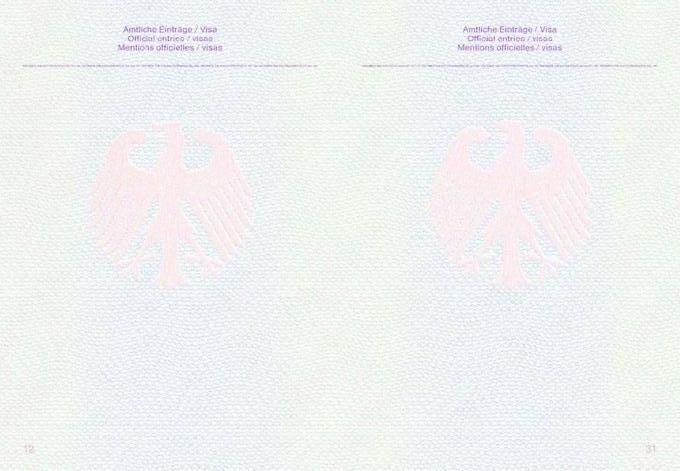 Amtliche Einträge / Visa
Official entries / visas
Mentions officielles / visas
Amtliche Einträge / Visa
Official entries / visas
Mentions officielles / visas
12
31